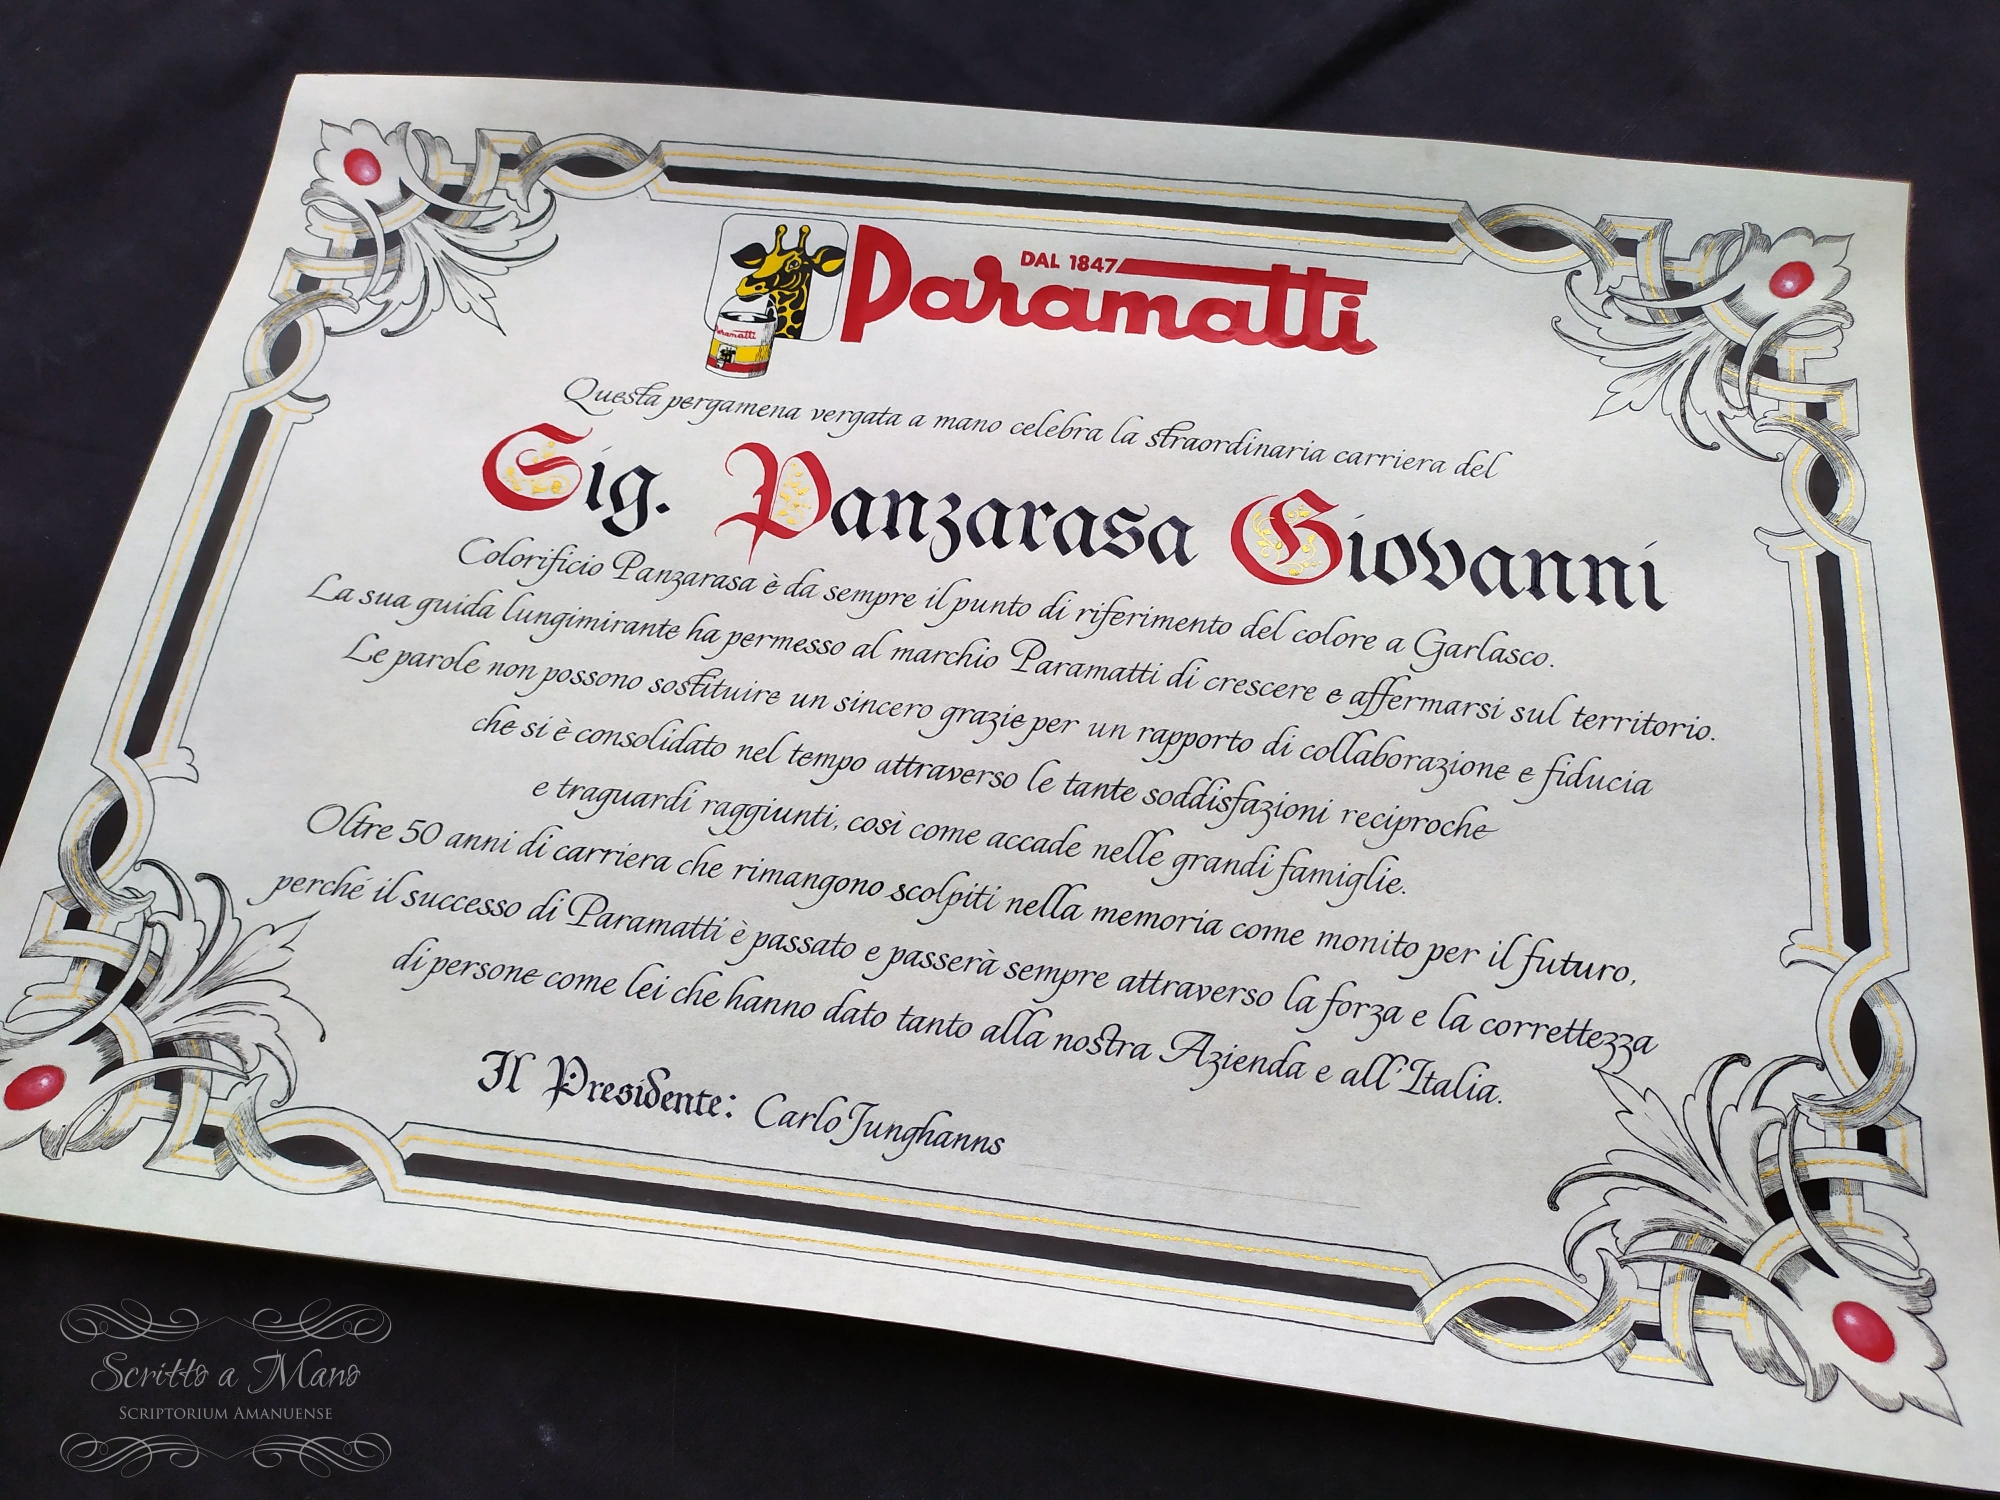 DAL 1847
Paramatti
Paramatti
Questa pergamena vergata a mano celebra la straordinaria carriera del
Sig. Panzarasa Giovanni
Colorificio Panzarasa è da sempre il punto di riferimento del colore a Garlasco.
La sua guida lungimirante ha permesso al marchio Paramatti di crescere e affermarsi sul territorio.
Le parole non possono sostituire un sincero grazie per un rapporto di collaborazione e fiducia
che si è consolidato nel tempo attraverso le tante soddisfazioni reciproche
e traguardi raggiunti, così come accade nelle grandi famiglie.
Oltre 50 anni di carriera che rimangono scolpiti nella memoria come monito per il futuro,
perché il successo di Paramatti è passato e passerà sempre attraverso la forza e la correttezza
di persone come lei che hanno dato tanto alla nostra Azienda e all'Italia.
Il Presidente: Carlo Junghanns
Scritto a Mano
SCRIPTORIUM AMANUENSE